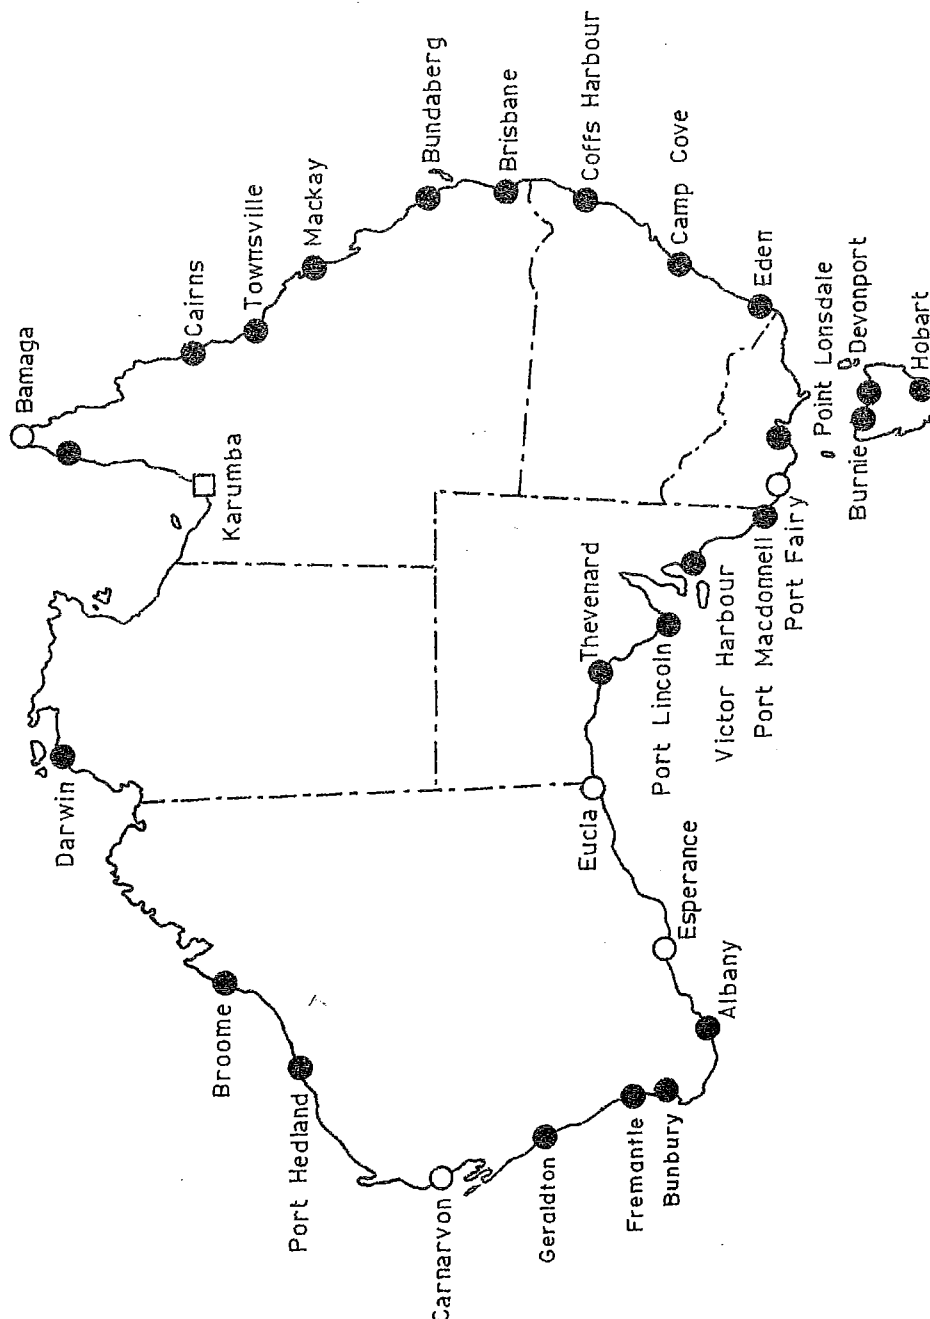 Bamaga
Cairns
Townsville
Mackay
Bundaberg
Brisbane
Coffs Harbour
Camp Cove
Eden
Point Lonsdale
Devonport
Hobart
Burnie
Port Fairy
Port Macdonnell
Victor Harbour
Port Lincoln
Thevenard
Eucla
Esperance
Albany
Bunbury
Fremantle
Geraldton
Carnarvon
Port Hedland
Broome
Darwin
Karumba